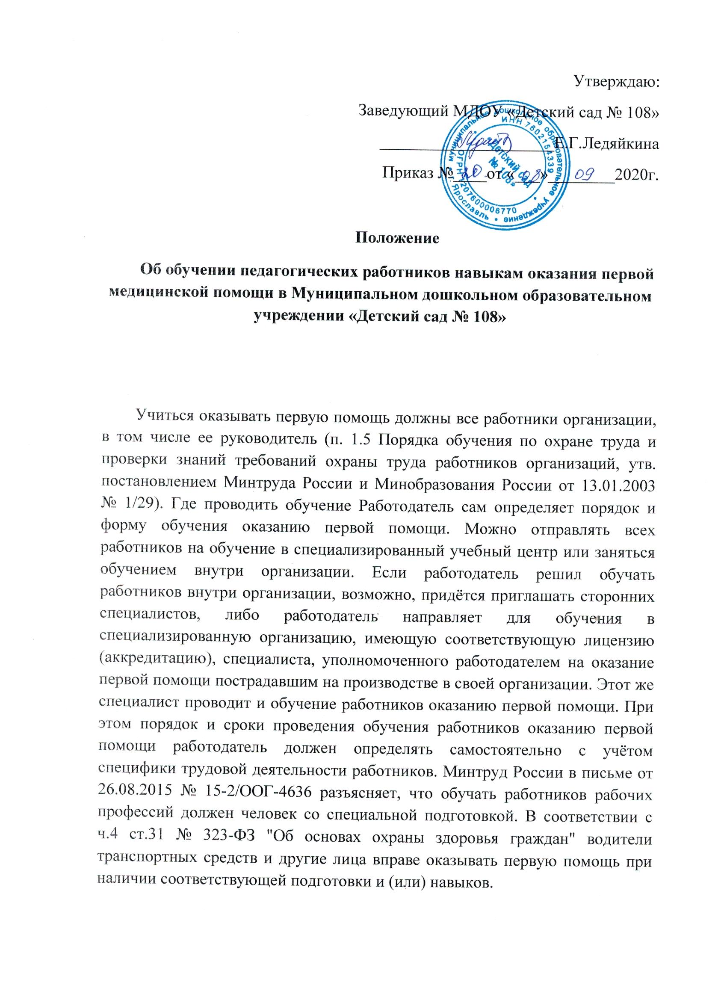 Утверждаю:
Заведующий МДОУ «Детский сад № 108»
Е.Г.Ледяйкина
Приказ № от « » 09 2020г.
муниципальное дошкольное образовательное учреждение • г. Ярославль •
ИНН 7602154339
ОГРН 1207600008770
«Детский сад
№ 108»
Положение
Об обучении педагогических работников навыкам оказания первой
медицинской помощи в Муниципальном дошкольном образовательном
учреждении «Детский сад № 108»
Учиться оказывать первую помощь должны все работники организации,
в том числе ее руководитель (п. 1.5 Порядка обучения по охране труда и
проверки знаний требований охраны труда работников организаций, утв.
постановлением Минтруда России и Минобразования России от 13.01.2003
№ 1/29). Где проводить обучение Работодатель сам определяет порядок и
форму обучения оказанию первой помощи. Можно отправлять всех
работников на обучение в специализированный учебный центр или заняться
обучением внутри организации. Если работодатель решил обучать
работников внутри организации, возможно, придётся приглашать сторонних
специалистов, либо работодатель направляет для обучения в
специализированную организацию, имеющую соответствующую лицензию
(аккредитацию), специалиста, уполномоченного работодателем на оказание
первой помощи пострадавшим на производстве в своей организации. Этот же
специалист проводит и обучение работников оказанию первой помощи. При
этом порядок и сроки проведения обучения работников оказанию первой
помощи работодатель должен определять самостоятельно с учётом
специфики трудовой деятельности работников. Минтруд России в письме от
26.08.2015 № 15-2/ООГ-4636 разъясняет, что обучать работников рабочих
профессий должен человек со специальной подготовкой. В соответствии с
ч.4 ст.31 № 323-ФЗ "Об основах охраны здоровья граждан" водители
транспортных средств и другие лица вправе оказывать первую помощь при
наличии соответствующей подготовки и (или) навыков.